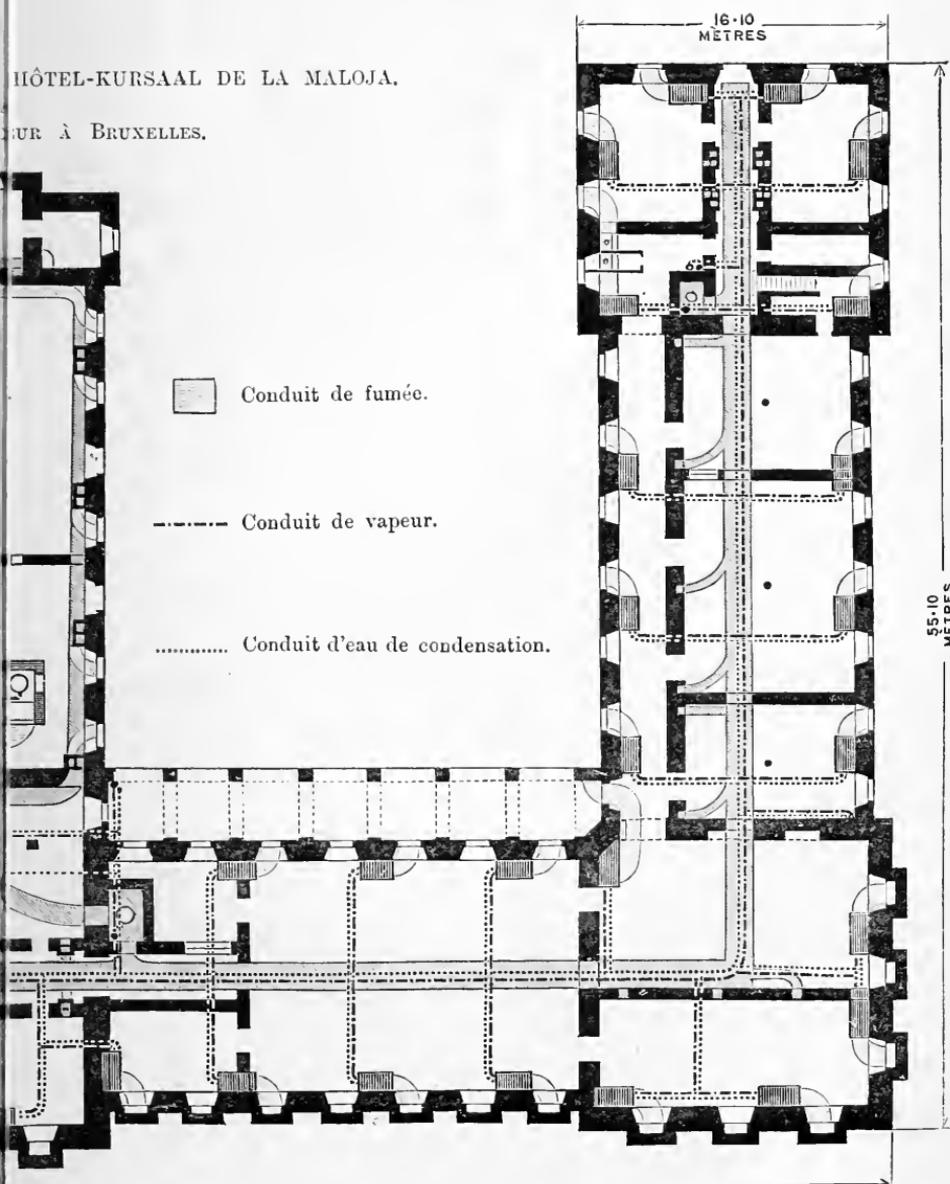 16·10
MÈTRES
HÔTEL-KURSAAL DE LA MALOJA.
À BRUXELLES.
Conduit de fumée.
Conduit de vapeur.
Conduit d'eau de condensation.
55·10
MÈTRES